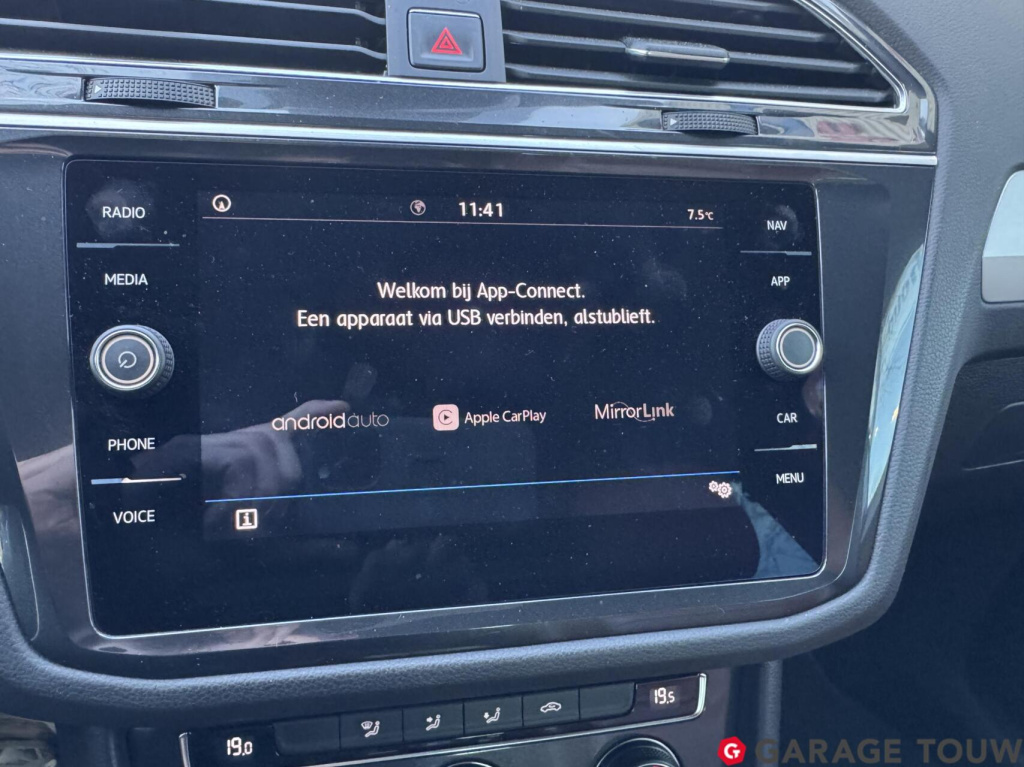 RADIO
MEDIA
PHONE
VOICE
11:41
7.5°C
Welkom bij App-Connect.
Een apparaat via USB verbinden, alstublieft.
androidauto
Apple CarPlay
MirrorLink
i
NAV
APP
CAR
MENU
19.0
19.5
GARAGE TOUW